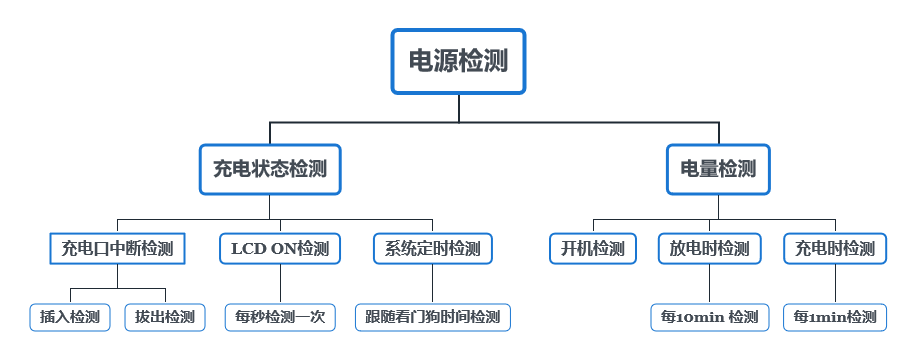 电源检测
充电状态检测
电量检测
充电口中断检测
LCD ON检测
系统定时检测
开机检测
放电时检测
充电时检测
插入检测
拔出检测
每秒检测一次
跟随看门狗时间检测
每10min 检测
每1min检测